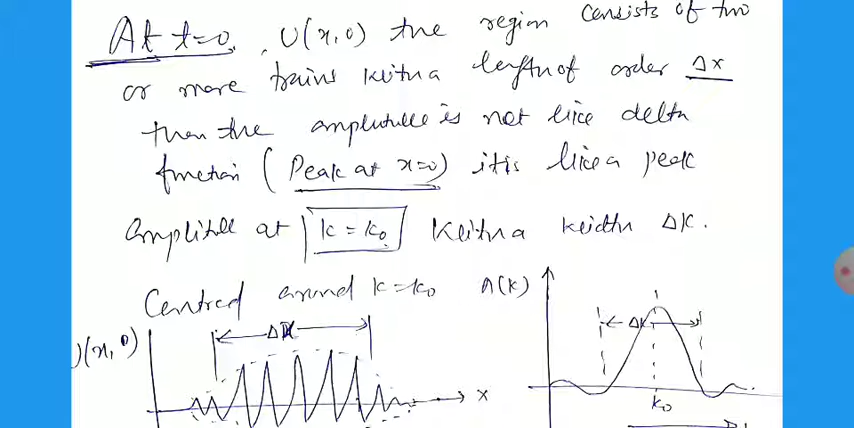 At t=0, U(x,0) the region consists of two
or more trains with a length of order Δx
then the amplitude is not like delta
function (Peak at x=0) it is like a peak
amplitude at k = k₀ with a width Δk.
Centred around k=k₀ A(k)
U(x,0) Δx x
Δk k₀